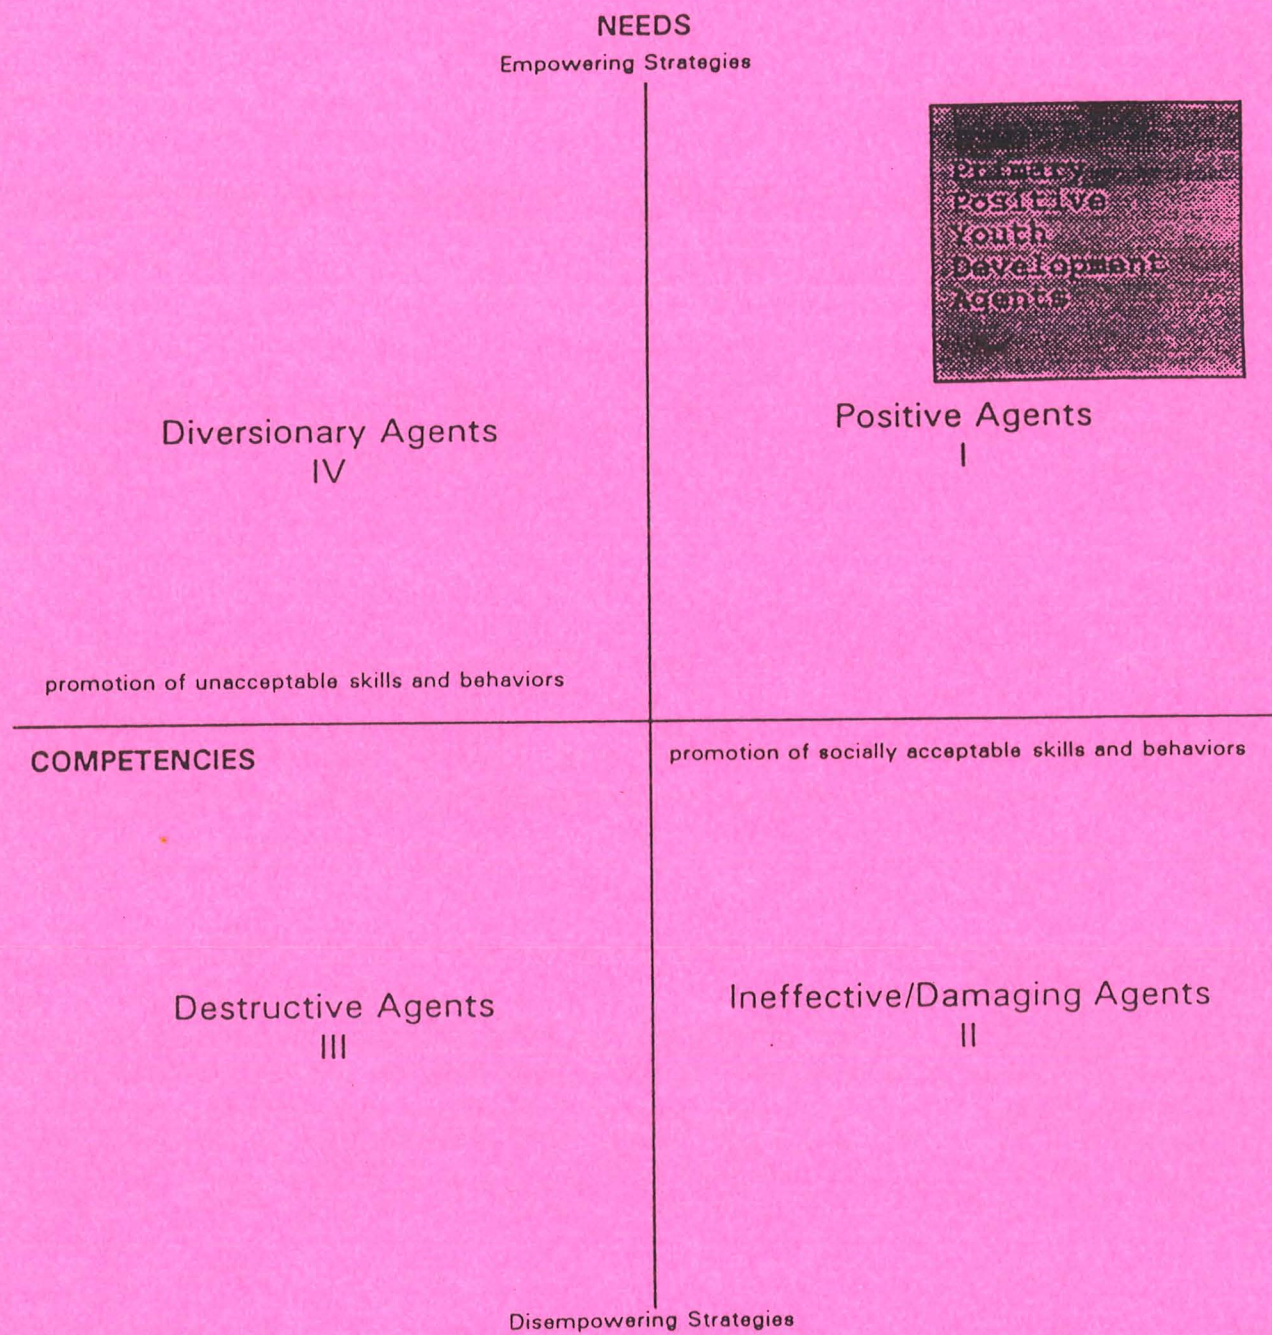 NEEDS
Empowering Strategies
Primary
Positive
Youth
Development
Agents
Positive Agents
I
Diversionary Agents
IV
promotion of unacceptable skills and behaviors
COMPETENCIES
promotion of socially acceptable skills and behaviors
Ineffective/Damaging Agents
II
Destructive Agents
III
Disempowering Strategies